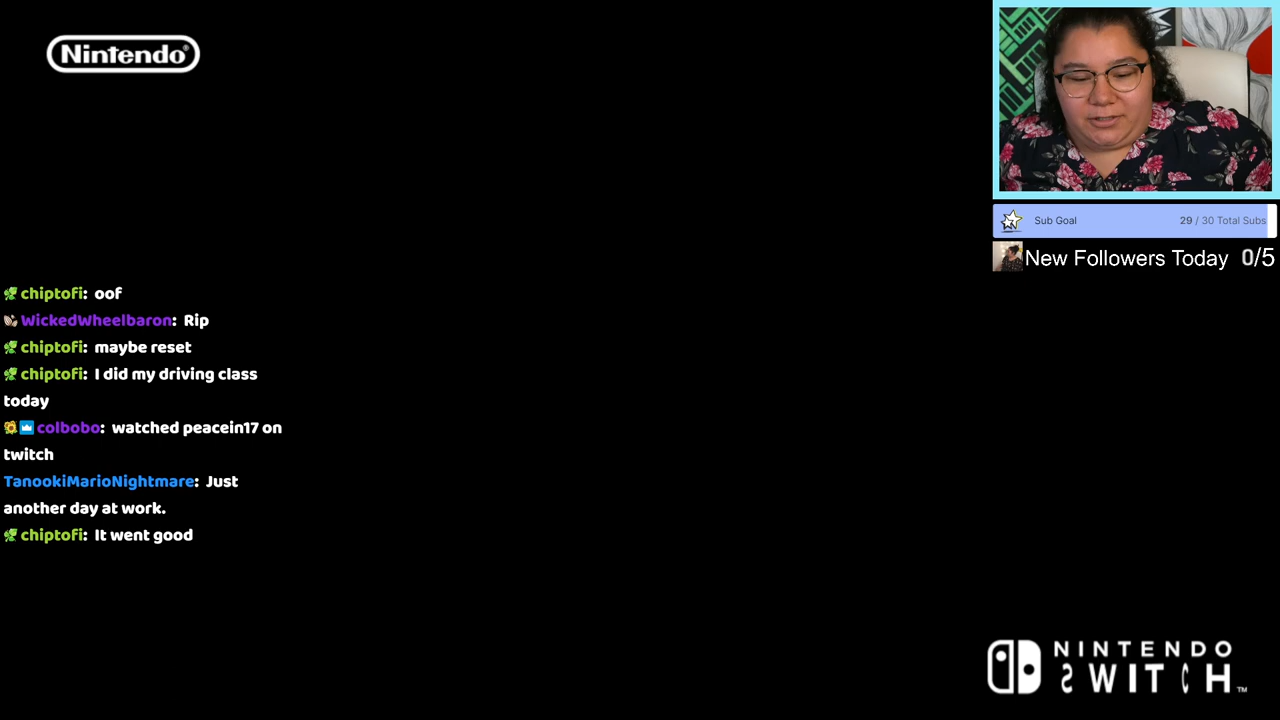 Nintendo®
Sub Goal
29 / 30 Total Subs
New Followers Today 0/5
chiptofi: oof
WickedWheelbaron: Rip
chiptofi: maybe reset
chiptofi: I did my driving class
today
colbobo: watched peacein17 on
twitch
TanookiMarioNightmare: Just
another day at work.
chiptofi: It went good
NINTENDO
SWITCH™